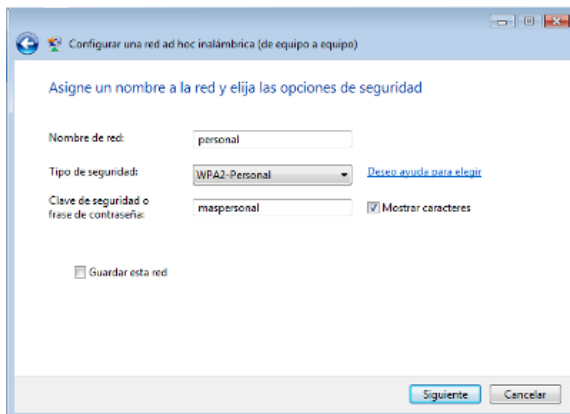 Configurar una red ad hoc inalámbrica (de equipo a equipo)
Asigne un nombre a la red y elija las opciones de seguridad
Nombre de red: personal
Tipo de seguridad: WPA2-Personal Deseo ayuda para elegir
Clave de seguridad o
frase de contraseña: maspersonal Mostrar caracteres
Guardar esta red
Siguiente Cancelar